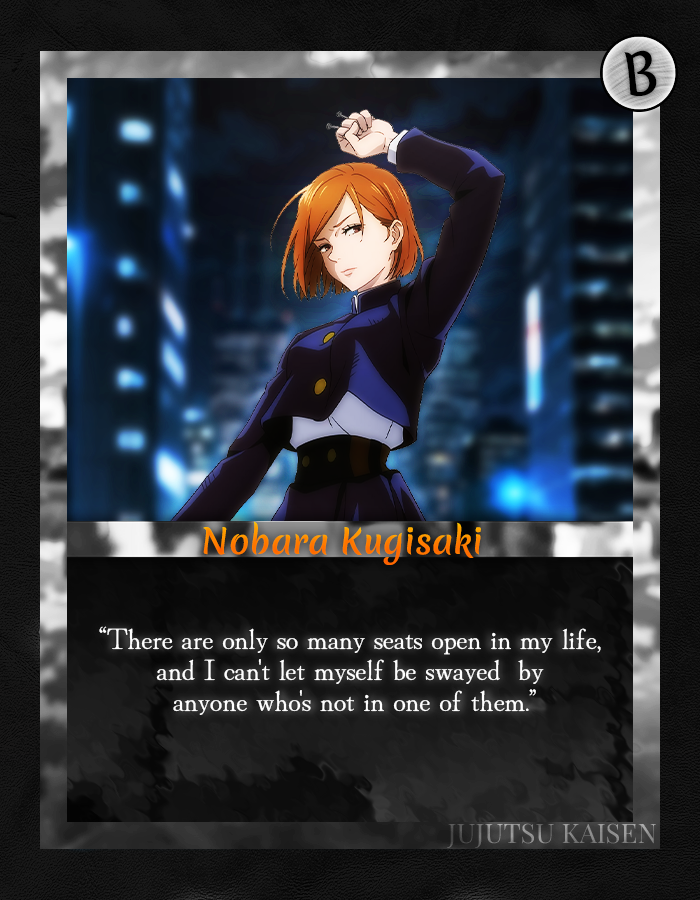 B
Nobara Kugisaki
“There are only so many seats open in my life,
and I can't let myself be swayed  by
anyone who's not in one of them.”
JUJUTSU KAISEN